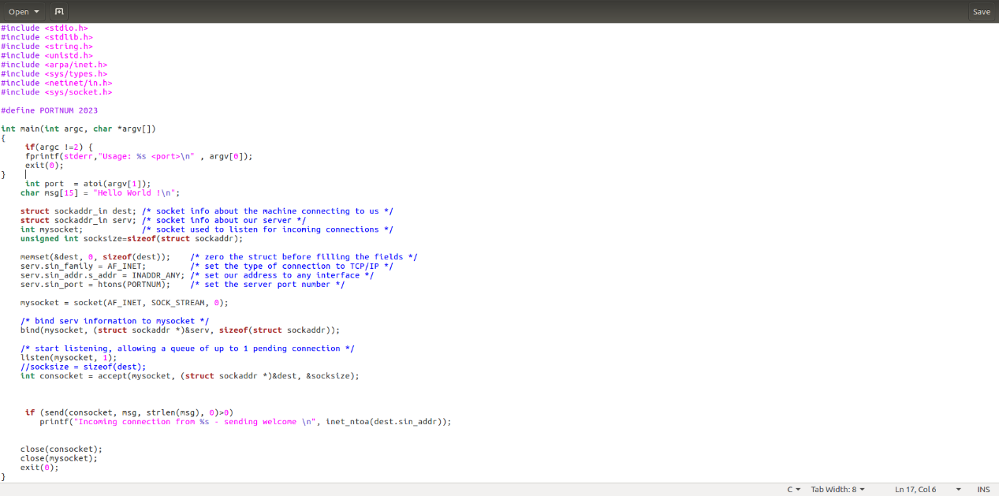 Open
Save
#include <stdio.h>
#include <stdlib.h>
#include <string.h>
#include <unistd.h>
#include <arpa/inet.h>
#include <sys/types.h>
#include <netinet/in.h>
#include <sys/socket.h>

#define PORTNUM 2023

int main(int argc, char *argv[])
{
     if(argc !=2) {
     fprintf(stderr,"Usage: %s <port>\n" , argv[0]);
     exit(0);
}
     int port  = atoi(argv[1]);
    char msg[15] = "Hello World !\n";

    struct sockaddr_in dest; /* socket info about the machine connecting to us */
    struct sockaddr_in serv; /* socket info about our server */
    int mysocket;            /* socket used to listen for incoming connections */
    unsigned int socksize=sizeof(struct sockaddr);

    memset(&dest, 0, sizeof(dest));    /* zero the struct before filling the fields */
    serv.sin_family = AF_INET;         /* set the type of connection to TCP/IP */
    serv.sin_addr.s_addr = INADDR_ANY; /* set our address to any interface */
    serv.sin_port = htons(PORTNUM);    /* set the server port number */

    mysocket = socket(AF_INET, SOCK_STREAM, 0);

    /* bind serv information to mysocket */
    bind(mysocket, (struct sockaddr *)&serv, sizeof(struct sockaddr));

    /* start listening, allowing a queue of up to 1 pending connection */
    listen(mysocket, 1);
    //socksize = sizeof(dest);
    int consocket = accept(mysocket, (struct sockaddr *)&dest, &socksize);

     if (send(consocket, msg, strlen(msg), 0)>0)
        printf("Incoming connection from %s - sending welcome \n", inet_ntoa(dest.sin_addr));

    close(consocket);
    close(mysocket);
    exit(0);
}
C Tab Width: 8 Ln 17, Col 6 INS